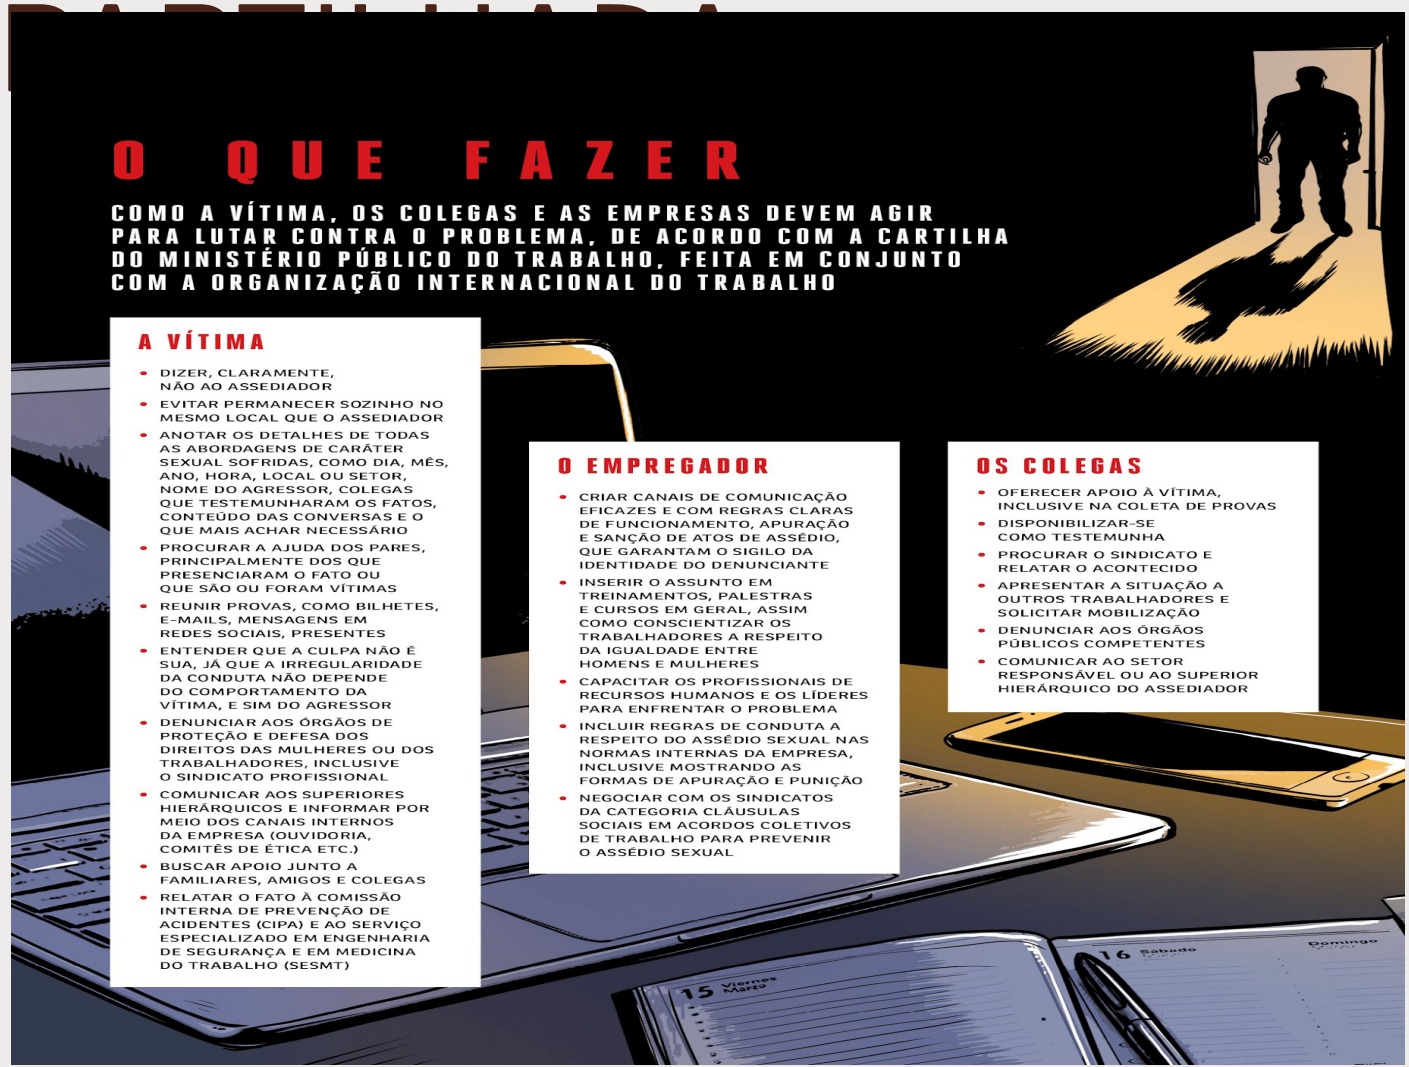 O QUE FAZER
COMO A VÍTIMA, OS COLEGAS E AS EMPRESAS DEVEM AGIR
PARA LUTAR CONTRA O PROBLEMA, DE ACORDO COM A CARTILHA
DO MINISTÉRIO PÚBLICO DO TRABALHO, FEITA EM CONJUNTO
COM A ORGANIZAÇÃO INTERNACIONAL DO TRABALHO
A VÍTIMA
• DIZER, CLARAMENTE,
NÃO AO ASSEDIADOR
• EVITAR PERMANECER SOZINHO NO
MESMO LOCAL QUE O ASSEDIADOR
• ANOTAR OS DETALHES DE TODAS
AS ABORDAGENS DE CARÁTER
SEXUAL SOFRIDAS, COMO DIA, MÊS,
ANO, HORA, LOCAL OU SETOR,
NOME DO AGRESSOR, COLEGAS
QUE TESTEMUNHARAM OS FATOS,
CONTEÚDO DAS CONVERSAS E O
QUE MAIS ACHAR NECESSÁRIO
• PROCURAR A AJUDA DOS PARES,
PRINCIPALMENTE DOS QUE
PRESENCIARAM O FATO OU
QUE SÃO OU FORAM VÍTIMAS
• REUNIR PROVAS, COMO BILHETES,
E-MAILS, MENSAGENS EM
REDES SOCIAIS, PRESENTES
• ENTENDER QUE A CULPA NÃO É
SUA, JÁ QUE A IRREGULARIDADE
DA CONDUTA NÃO DEPENDE
DO COMPORTAMENTO DA
VÍTIMA, E SIM DO AGRESSOR
• DENUNCIAR AOS ÓRGÃOS DE
PROTEÇÃO E DEFESA DOS
DIREITOS DAS MULHERES OU DOS
TRABALHADORES, INCLUSIVE
O SINDICATO PROFISSIONAL
• COMUNICAR AOS SUPERIORES
HIERÁRQUICOS E INFORMAR POR
MEIO DOS CANAIS INTERNOS
DA EMPRESA (OUVIDORIA,
COMITÊS DE ÉTICA ETC.)
• BUSCAR APOIO JUNTO A
FAMILIARES, AMIGOS E COLEGAS
• RELATAR O FATO À COMISSÃO
INTERNA DE PREVENÇÃO DE
ACIDENTES (CIPA) E AO SERVIÇO
ESPECIALIZADO EM ENGENHARIA
DE SEGURANÇA E EM MEDICINA
DO TRABALHO (SESMT)
O EMPREGADOR
• CRIAR CANAIS DE COMUNICAÇÃO
EFICAZES E COM REGRAS CLARAS
DE FUNCIONAMENTO, APURAÇÃO
E SANÇÃO DE ATOS DE ASSÉDIO,
QUE GARANTAM O SIGILO DA
IDENTIDADE DO DENUNCIANTE
• INSERIR O ASSUNTO EM
TREINAMENTOS, PALESTRAS
E CURSOS EM GERAL, ASSIM
COMO CONSCIENTIZAR OS
TRABALHADORES A RESPEITO
DA IGUALDADE ENTRE
HOMENS E MULHERES
• CAPACITAR OS PROFISSIONAIS DE
RECURSOS HUMANOS E OS LÍDERES
PARA ENFRENTAR O PROBLEMA
• INCLUIR REGRAS DE CONDUTA A
RESPEITO DO ASSÉDIO SEXUAL NAS
NORMAS INTERNAS DA EMPRESA,
INCLUSIVE MOSTRANDO AS
FORMAS DE APURAÇÃO E PUNIÇÃO
• NEGOCIAR COM OS SINDICATOS
DA CATEGORIA CLÁUSULAS
SOCIAIS EM ACORDOS COLETIVOS
DE TRABALHO PARA PREVENIR
O ASSÉDIO SEXUAL
OS COLEGAS
• OFERECER APOIO À VÍTIMA,
INCLUSIVE NA COLETA DE PROVAS
• DISPONIBILIZAR-SE
COMO TESTEMUNHA
• PROCURAR O SINDICATO E
RELATAR O ACONTECIDO
• APRESENTAR A SITUAÇÃO A
OUTROS TRABALHADORES E
SOLICITAR MOBILIZAÇÃO
• DENUNCIAR AOS ÓRGÃOS
PÚBLICOS COMPETENTES
• COMUNICAR AO SETOR
RESPONSÁVEL OU AO SUPERIOR
HIERÁRQUICO DO ASSEDIADOR
15 Viernes
Marzo
16 Sabado
Domingo